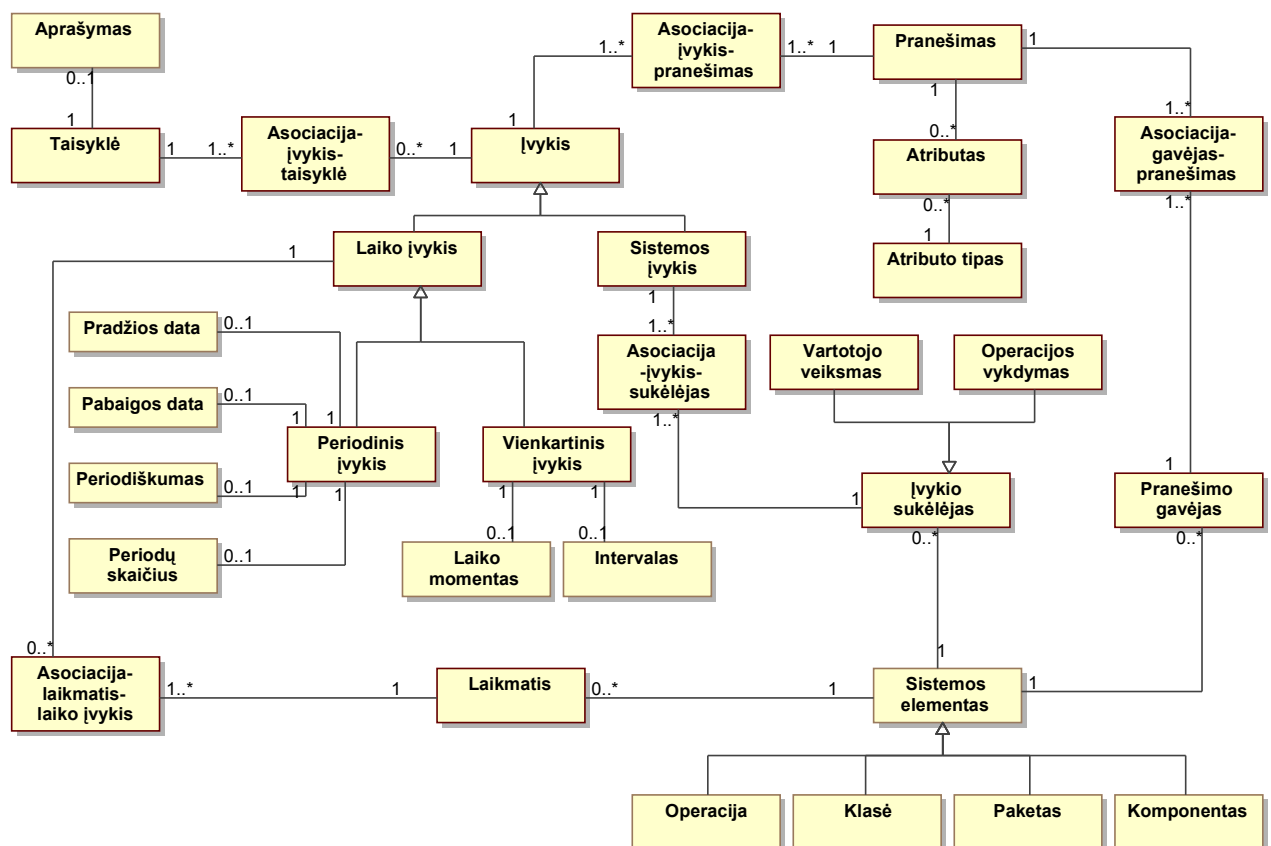 Aprašymas
0..1
1
Taisyklė
1
1..*
Asociacija-
įvykis-
taisyklė
0..*
1
Įvykis
1
1..*
Asociacija-
įvykis-
pranešimas
1..*
1
Pranešimas
1
1
0..*
Atributas
0..*
1
Atributo tipas
1..*
Asociacija-
gavėjas-
pranešimas
1..*
1
Laiko įvykis
Sistemos
įvykis
1
1..*
Asociacija
-įvykis-
sukėlėjas
1..*
Vartotojo
veiksmas
Operacijos
vykdymas
Pradžios data
0..1
1
Pabaigos data
0..1
1
Periodiškumas
0..1
1
Periodų
skaičius
0..1
1
Periodinis
įvykis
Vienkartinis
įvykis
1
1
0..1
0..1
Laiko
momentas
Intervalas
1
Įvykio
sukėlėjas
0..*
1
Pranešimo
gavėjas
0..*
0..*
Asociacija-
laikmatis-
laiko įvykis
1..*
1
Laikmatis
0..*
1
1
Sistemos
elementas
1
Operacija
Klasė
Paketas
Komponentas